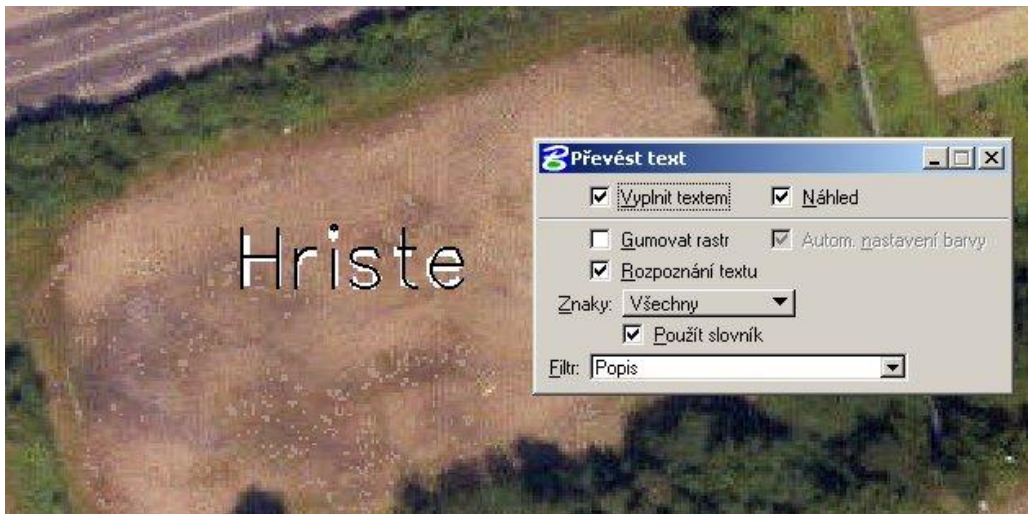 Hriste
Převést text
Vyplnit textem Náhled
Gumovat rastr Autom. nastavení barvy
Rozpoznání textu
Znaky: Všechny
Použít slovník
Filtr: Popis